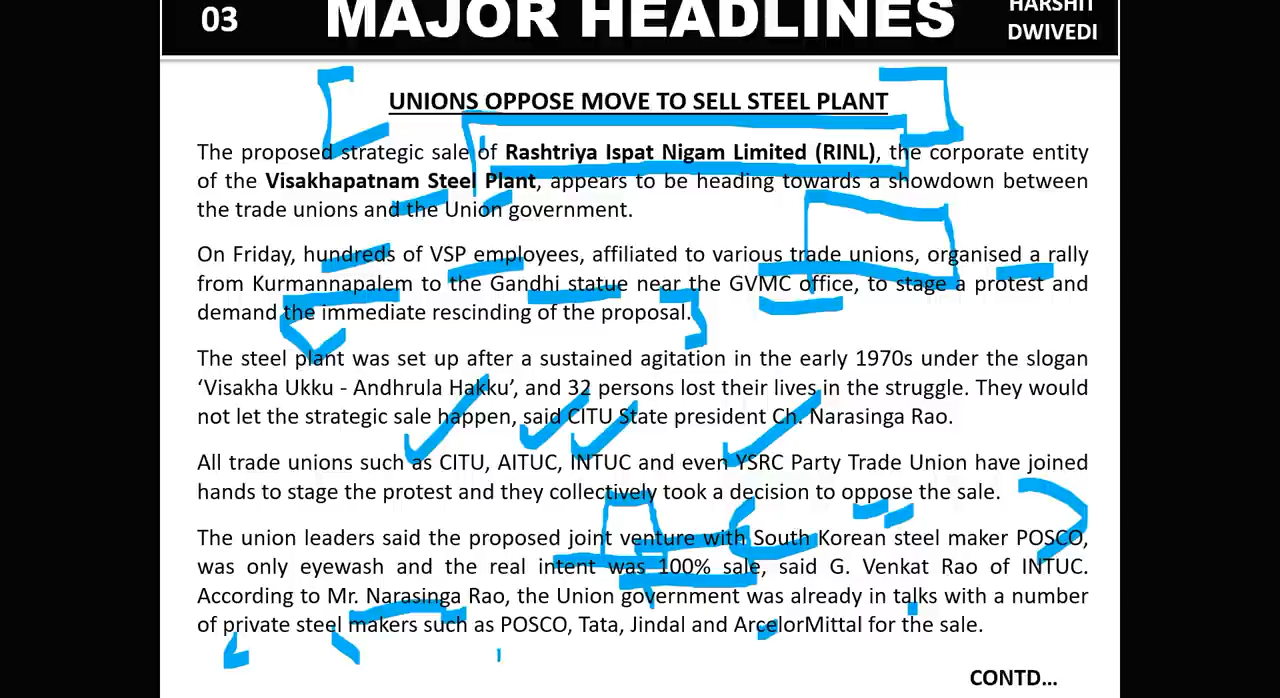 03
MAJOR HEADLINES
HARSHIT
DWIVEDI
UNIONS OPPOSE MOVE TO SELL STEEL PLANT
The proposed strategic sale of Rashtriya Ispat Nigam Limited (RINL), the corporate entity
of the Visakhapatnam Steel Plant, appears to be heading towards a showdown between
the trade unions and the Union government.
On Friday, hundreds of VSP employees, affiliated to various trade unions, organised a rally
from Kurmannapalem to the Gandhi statue near the GVMC office, to stage a protest and
demand the immediate rescinding of the proposal.
The steel plant was set up after a sustained agitation in the early 1970s under the slogan
‘Visakha Ukku - Andhrula Hakku’, and 32 persons lost their lives in the struggle. They would
not let the strategic sale happen, said CITU State president Ch. Narasinga Rao.
All trade unions such as CITU, AITUC, INTUC and even YSRC Party Trade Union have joined
hands to stage the protest and they collectively took a decision to oppose the sale.
The union leaders said the proposed joint venture with South Korean steel maker POSCO,
was only eyewash and the real intent was 100% sale, said G. Venkat Rao of INTUC.
According to Mr. Narasinga Rao, the Union government was already in talks with a number
of private steel makers such as POSCO, Tata, Jindal and ArcelorMittal for the sale.
CONTD...